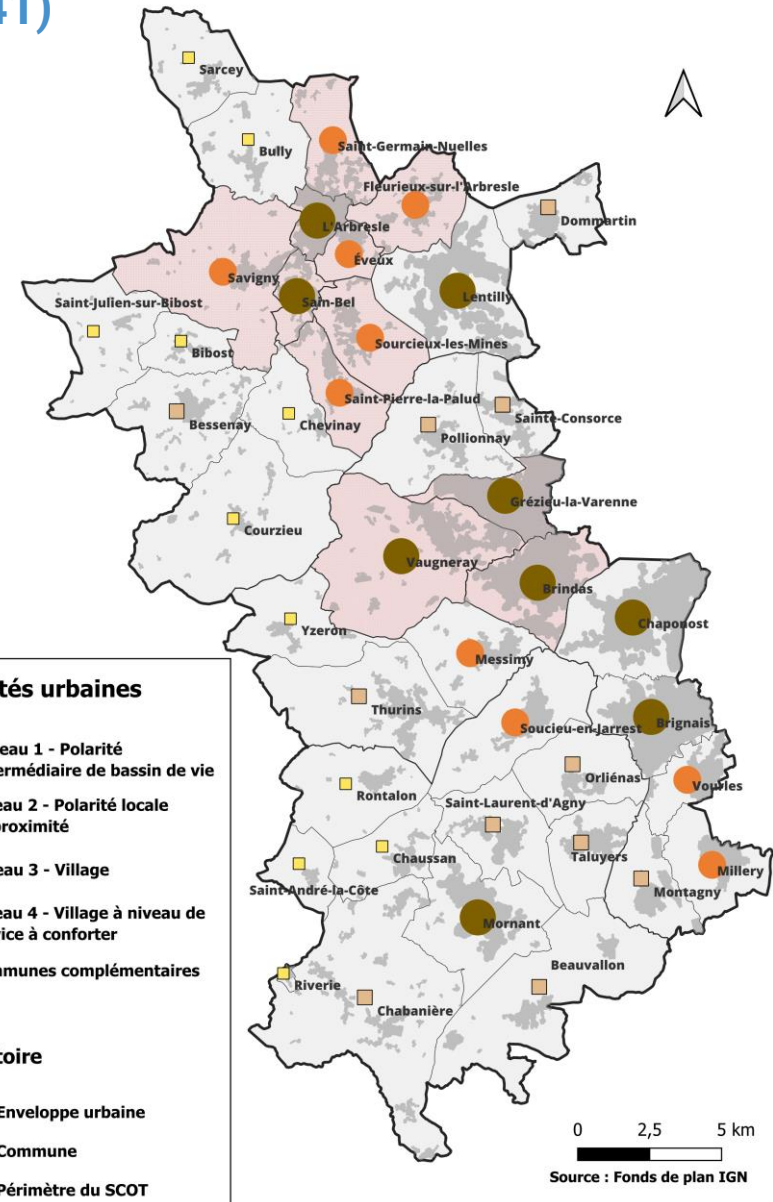 41)
Sarcey
Bully
Saint-Germain-Nuelles
Fleurieux-sur-l'Arbresle
Dommartin
L'Arbresle
Éveux
Savigny
Sain-Bel
Lentilly
Saint-Julien-sur-Bibost
Bibost
Sourcieux-les-Mines
Saint-Pierre-la-Palud
Bessenay
Chevinay
Sainte-Consorce
Pollionnay
Grézieu-la-Varenne
Courzieu
Vaugneray
Brindas
Chaponost
Yzeron
Messimy
Thurins
Soucieu-en-Jarrest
Brignais
Orliénas
Vourles
Rontalon
Saint-Laurent-d'Agny
Chaussan
Taluyers
Millery
Saint-André-la-Côte
Montagny
Mornant
Beauvallon
Riverie
Chabanière
tés urbaines
eau 1 - Polarité
ermédiaire de bassin de vie
eau 2 - Polarité locale
proximité
eau 3 - Village
eau 4 - Village à niveau de
vice à conforter
mmunes complémentaires
toire
Enveloppe urbaine
Commune
Périmètre du SCOT
0 2,5 5 km
Source : Fonds de plan IGN